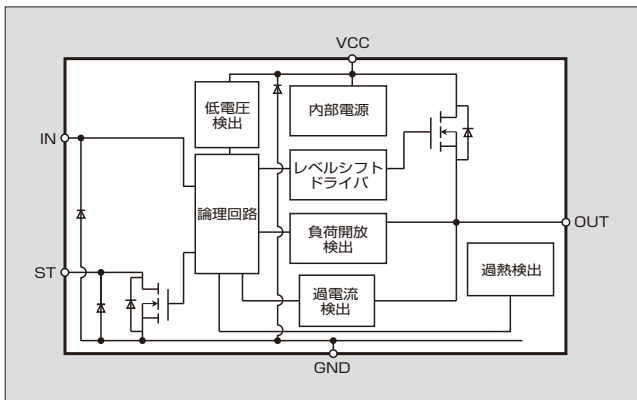 VCC
低電圧
検出
内部電源
IN
レベルシフト
ドライバ
論理回路
負荷開放
検出
OUT
過熱検出
ST
過電流
検出
GND